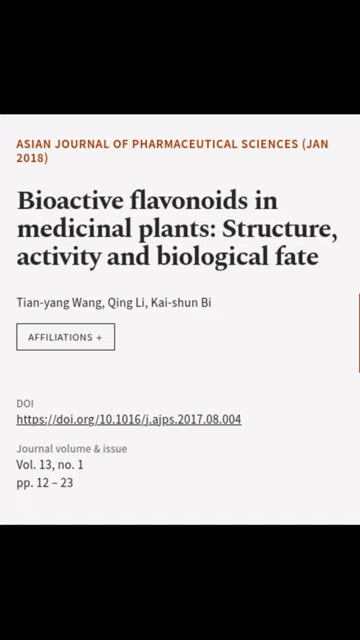 ASIAN JOURNAL OF PHARMACEUTICAL SCIENCES (JAN
2018)
Bioactive flavonoids in
medicinal plants: Structure,
activity and biological fate
Tian-yang Wang, Qing Li, Kai-shun Bi
AFFILIATIONS +
DOI
https://doi.org/10.1016/j.ajps.2017.08.004
Journal volume & issue
Vol. 13, no. 1
pp. 12 – 23